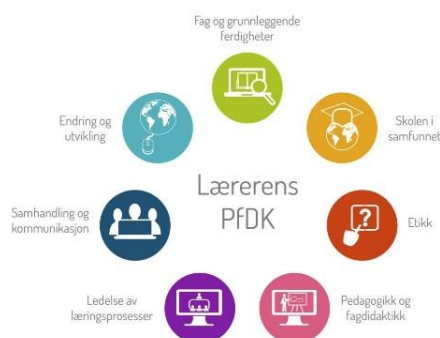 Fag og grunnleggende
ferdigheter
Endring og
utvikling
Skolen i
samfunnet
Lærerens
PfDK
Samhandling og
kommunikasjon
?
Etikk
Ledelse av
læringsprosesser
Pedagogikk og
fagdidaktikk